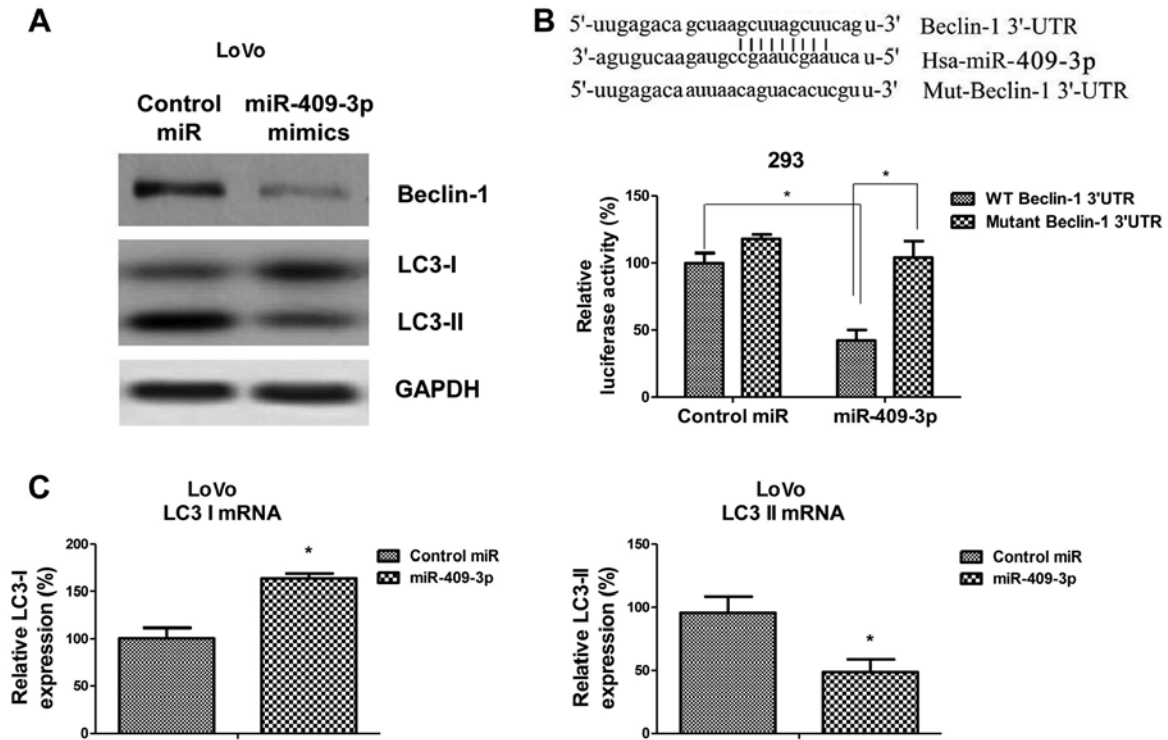 A
LoVo
Control miR
miR-409-3p mimics
Beclin-1
LC3-I
LC3-II
GAPDH
B
5'-uugagaca gcuaagcuuagcuucagu-3' Beclin-1 3'-UTR
3'-agugucaagaugccgaaucgaauca u-5' Hsa-miR-409-3p
5'-uugagaca auuaacaguacacucguu-3' Mut-Beclin-1 3'-UTR
293
Relative luciferase activity (%)
150
100
50
0
*
*
Control miR
miR-409-3p
WT Beclin-1 3'UTR
Mutant Beclin-1 3'UTR
C
LoVo
LC3 I mRNA
Relative LC3-I expression (%)
200
150
100
50
0
*
Control miR
miR-409-3p
LoVo
LC3 II mRNA
Relative LC3-II expression (%)
150
100
50
0
*
Control miR
miR-409-3p